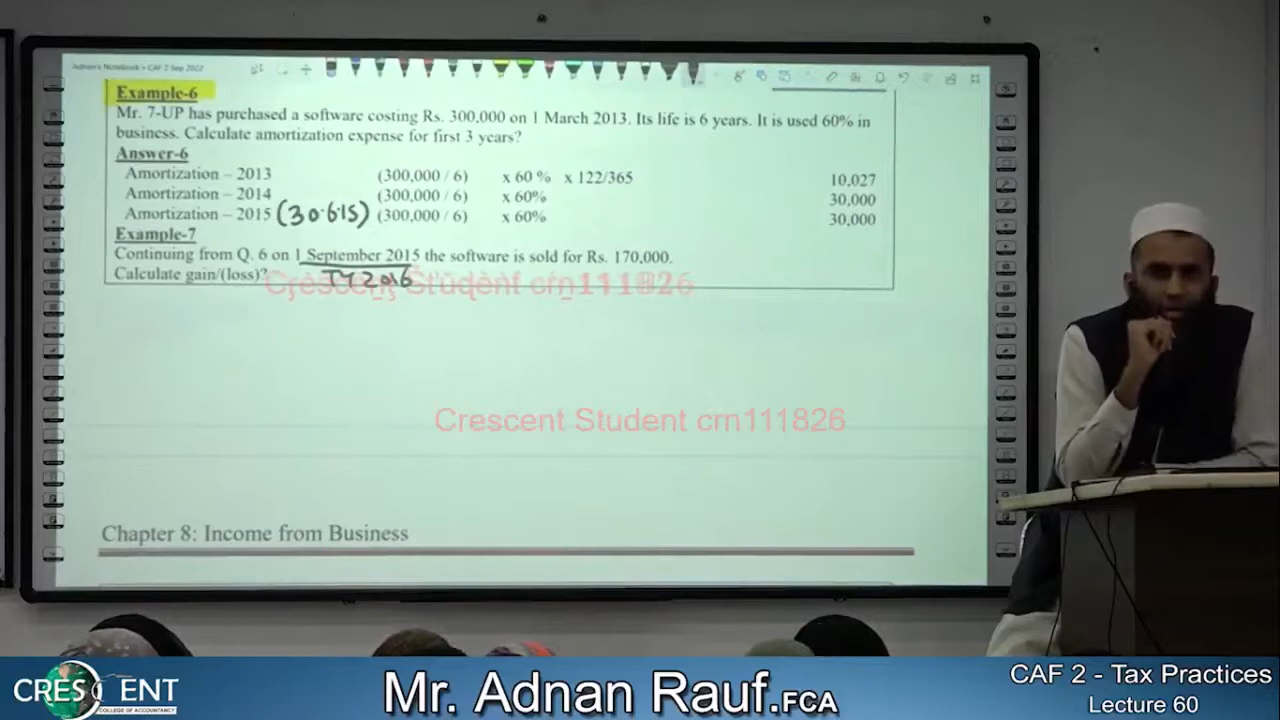 Adnan's Notebook • CAF 2 Sep 2022
Example-6
Mr. 7-UP has purchased a software costing Rs. 300,000 on 1 March 2013. Its life is 6 years. It is used 60% in
business. Calculate amortization expense for first 3 years?
Answer-6
Amortization – 2013 (300,000 / 6) x 60 % x 122/365 10,027
Amortization – 2014 (300,000 / 6) x 60% 30,000
Amortization – 2015 (30.6.15) (300,000 / 6) x 60% 30,000
Example-7
Continuing from Q. 6 on 1 September 2015 the software is sold for Rs. 170,000.
Calculate gain/(loss)? TY 2016
Crescent Student crn111826
Crescent Student crn111826
Chapter 8: Income from Business
CRESCENT
COLLEGE OF ACCOUNTANCY
Mr. Adnan Rauf.FCA
CAF 2 - Tax Practices
Lecture 60